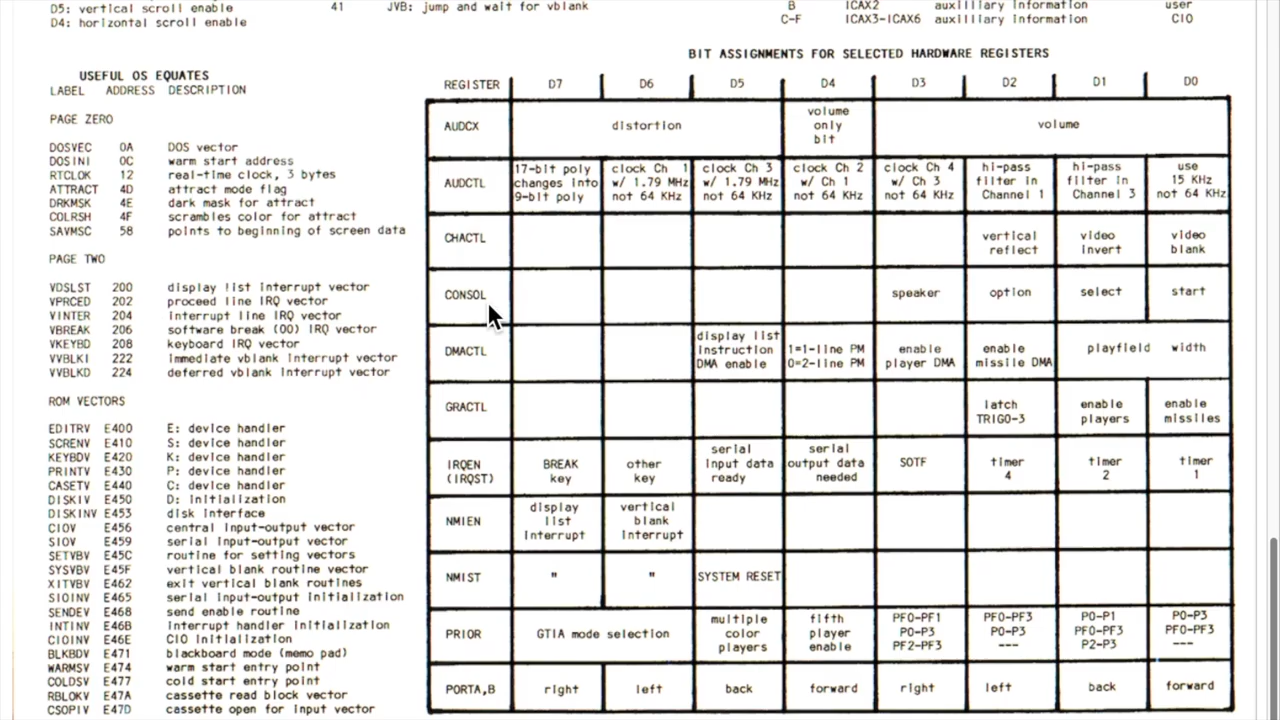 D5: vertical scroll enable
D4: horizontal scroll enable
41 JVB: jump and wait for vblank
B ICAX2 auxilliary information user
C-F ICAX3-ICAX6 auxilliary information CIO
USEFUL OS EQUATES
LABEL ADDRESS DESCRIPTION
PAGE ZERO
DOSVEC 0A DOS vector
DOSINI 0C warm start address
RTCLOK 12 real-time clock, 3 bytes
ATTRACT 4D attract mode flag
DRKMSK 4E dark mask for attract
COLRSH 4F scrambles color for attract
SAVMSC 58 points to beginning of screen data
PAGE TWO
VDSLST 200 display list interrupt vector
VPRCED 202 proceed line IRQ vector
VINTER 204 interrupt line IRQ vector
VBREAK 206 software break (00) IRQ vector
VKEYBD 208 keyboard IRQ vector
VVBLKI 222 immediate vblank interrupt vector
VVBLKD 224 deferred vblank interrupt vector
ROM VECTORS
EDITRV E400 E: device handler
SCRENV E410 S: device handler
KEYBDV E420 K: device handler
PRINTV E430 P: device handler
CASETV E440 C: device handler
DISKIV E450 D: initialization
DISKINV E453 disk interface
CIOV E456 central input-output vector
SIOV E459 serial input-output vector
SETVBV E45C routine for setting vectors
SYSVBV E45F vertical blank routine vector
XITVBV E462 exit vertical blank routines
SIOINV E465 serial input-output initialization
SENDEV E468 send enable routine
INTINV E46B interrupt handler initialization
CIOINV E46E CIO initialization
BLKBDV E471 blackboard mode (memo pad)
WARMSV E474 warm start entry point
COLDSV E477 cold start entry point
RBLOKV E47A cassette read block vector
CSOPIV E47D cassette open for input vector
BIT ASSIGNMENTS FOR SELECTED HARDWARE REGISTERS
REGISTER D7 D6 D5 D4 D3 D2 D1 D0
volume
AUDCX distortion only volume
bit
17-bit poly clock Ch 1 clock Ch 3 clock Ch 2 clock Ch 4 hi-pass hi-pass use
AUDCTL changes into w/ 1.79 MHz w/ 1.79 MHz w/ Ch 1 w/ Ch 3 filter in filter in 15 KHz
9-bit poly not 64 KHz not 64 KHz not 64 KHz not 64 KHz Channel 1 Channel 3 not 64 KHz
CHACTL vertical video video
reflect invert blank
CONSOL speaker option select start
display list
DMACTL instruction 1=1-line PM enable enable playfield width
DMA enable 0=2-line PM player DMA missile DMA
GRACTL latch enable enable
TRIG0-3 players missiles
serial serial
IRQEN BREAK other input data output data SOTF timer timer timer
(IRQST) key key ready needed 4 2 1
display vertical
NMIEN list blank
interrupt interrupt
NMIST " " SYSTEM RESET
multiple fifth PF0-PF1 PF0-PF3 P0-P1 P0-P3
PRIOR GTIA mode selection color player P0-P3 P0-P3 PF0-PF3 PF0-PF3
players enable PF2-PF3 --- P2-P3 ---
PORTA,B right left back forward right left back forward